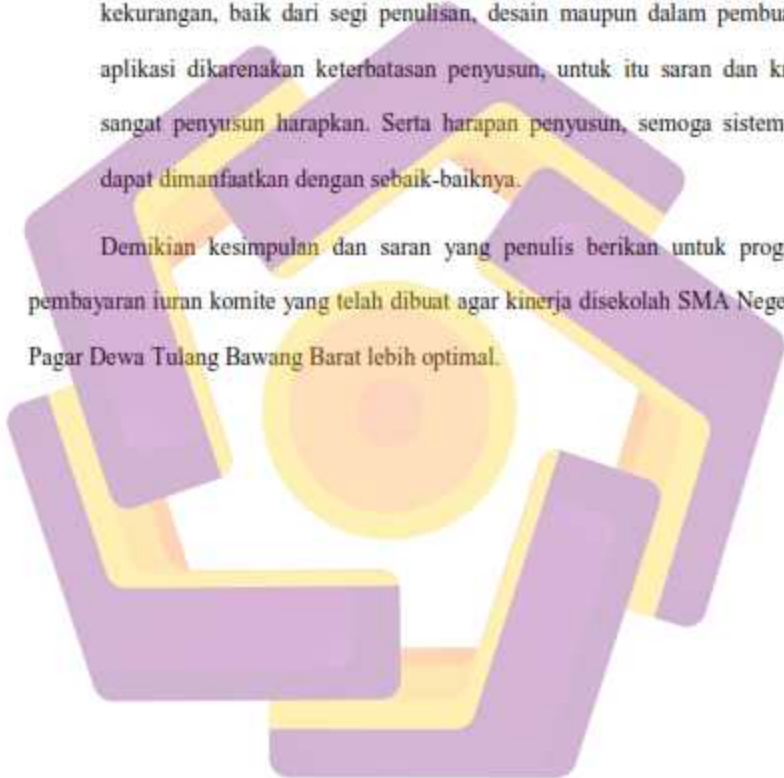 kekurangan, baik dari segi penulisan, desain maupun dalam pembu
aplikasi dikarenakan keterbatasan penyusun, untuk itu saran dan k
sangat penyusun harapkan. Serta harapan penyusun, semoga sistem
dapat dimanfaatkan dengan sebaik-baiknya.
Demikian kesimpulan dan saran yang penulis berikan untuk prog
pembayaran iuran komite yang telah dibuat agar kinerja disekolah SMA Nege
Pagar Dewa Tulang Bawang Barat lebih optimal.